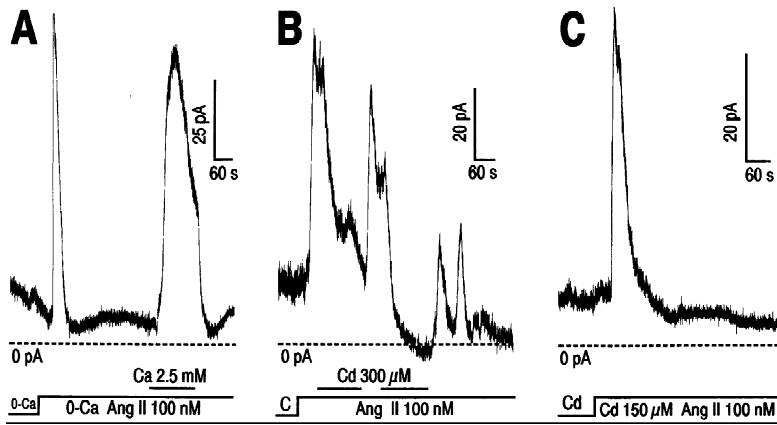 A
B
C
25 pA
60 s
20 pA
60 s
20 pA
60 s
0 pA
0 pA
0 pA
Ca 2.5 mM
Cd 300 μM
0-Ca
0-Ca Ang II 100 nM
C
Ang II 100 nM
Cd
Cd 150 μM Ang II 100 nM